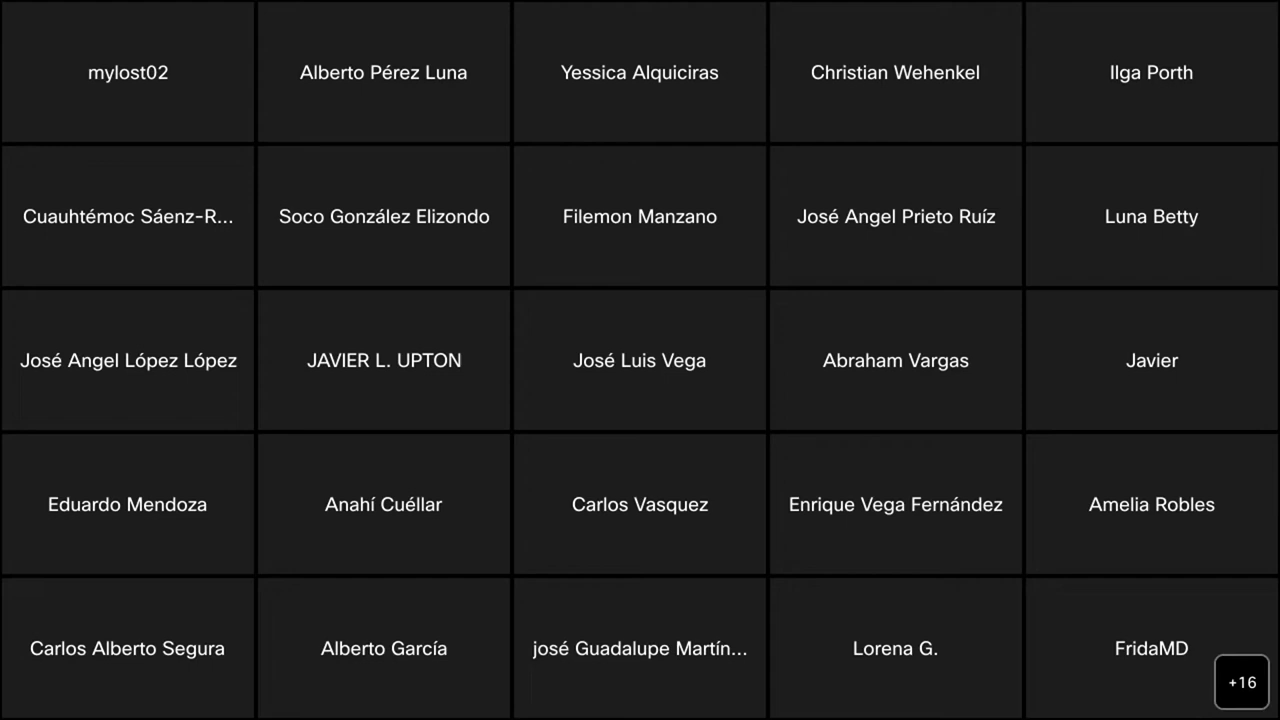 mylost02
Alberto Pérez Luna
Yessica Alquiciras
Christian Wehenkel
Ilga Porth
Cuauhtémoc Sáenz-R...
Soco González Elizondo
Filemon Manzano
José Angel Prieto Ruíz
Luna Betty
José Angel López López
JAVIER L. UPTON
José Luis Vega
Abraham Vargas
Javier
Eduardo Mendoza
Anahí Cuéllar
Carlos Vasquez
Enrique Vega Fernández
Amelia Robles
Carlos Alberto Segura
Alberto García
josé Guadalupe Martín...
Lorena G.
FridaMD
+16